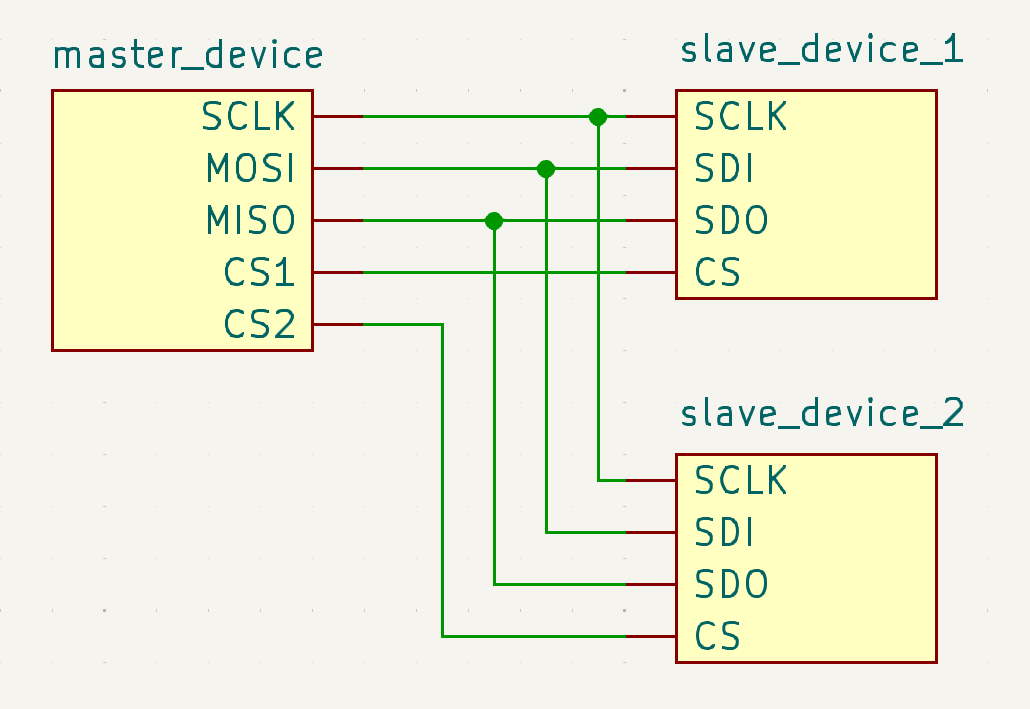 master_device
SCLK
MOSI
MISO
CS1
CS2
slave_device_1
SCLK
SDI
SDO
CS
slave_device_2
SCLK
SDI
SDO
CS